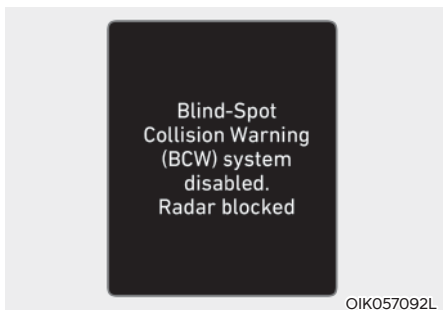 Blind-Spot
Collision Warning
(BCW) system
disabled.
Radar blocked
OIK057092L